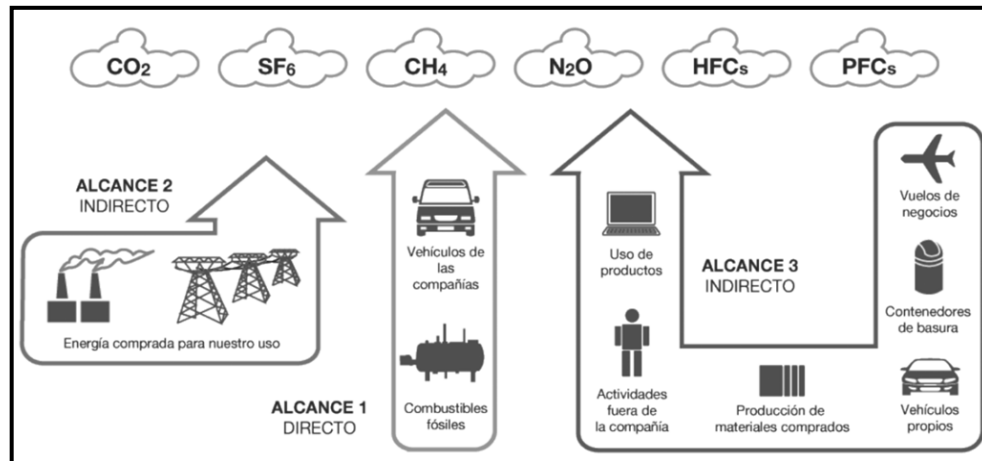 CO₂
SF₆
CH₄
N₂O
HFCs
PFCs
ALCANCE 2
INDIRECTO
Energía comprada para nuestro uso
Vehículos de
las
compañías
Combustibles
fósiles
ALCANCE 1
DIRECTO
Uso de
productos
Actividades
fuera de
la compañía
ALCANCE 3
INDIRECTO
Producción de
materiales comprados
Vuelos de
negocios
Contenedores
de basura
Vehículos
propios